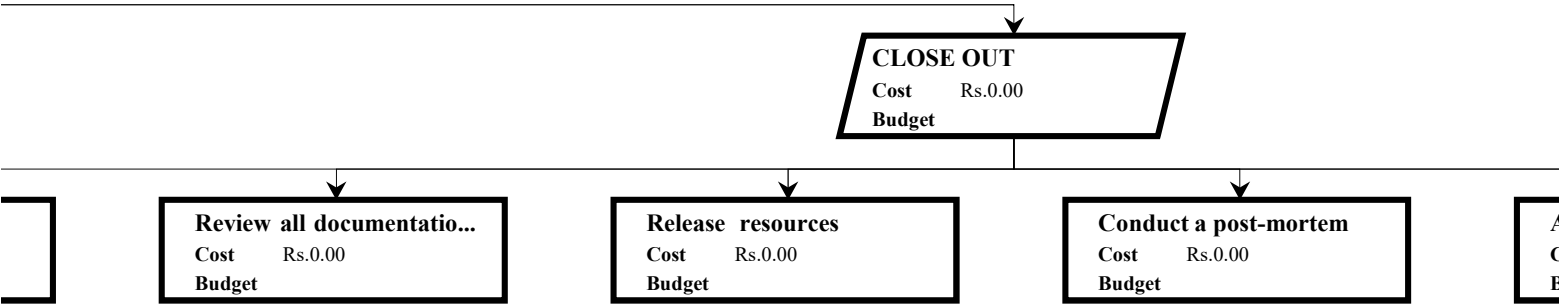 CLOSE OUT
Cost Rs.0.00
Budget
Review all documentatio...
Cost Rs.0.00
Budget
Release resources
Cost Rs.0.00
Budget
Conduct a post-mortem
Cost Rs.0.00
Budget